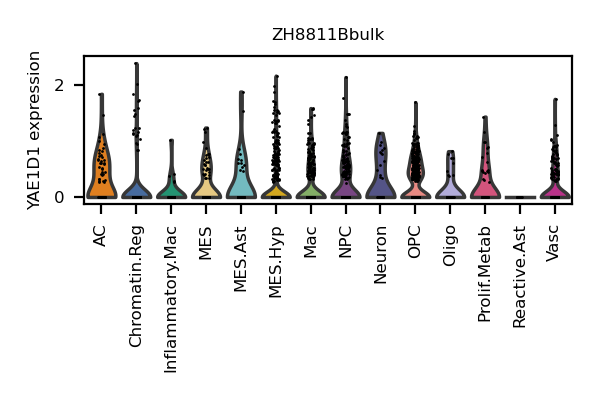 ZH8811Bbulk
YAE1D1 expression
2
0
AC
Chromatin.Reg
Inflammatory.Mac
MES
MES.Ast
MES.Hyp
Mac
NPC
Neuron
OPC
Oligo
Prolif.Metab
Reactive.Ast
Vasc